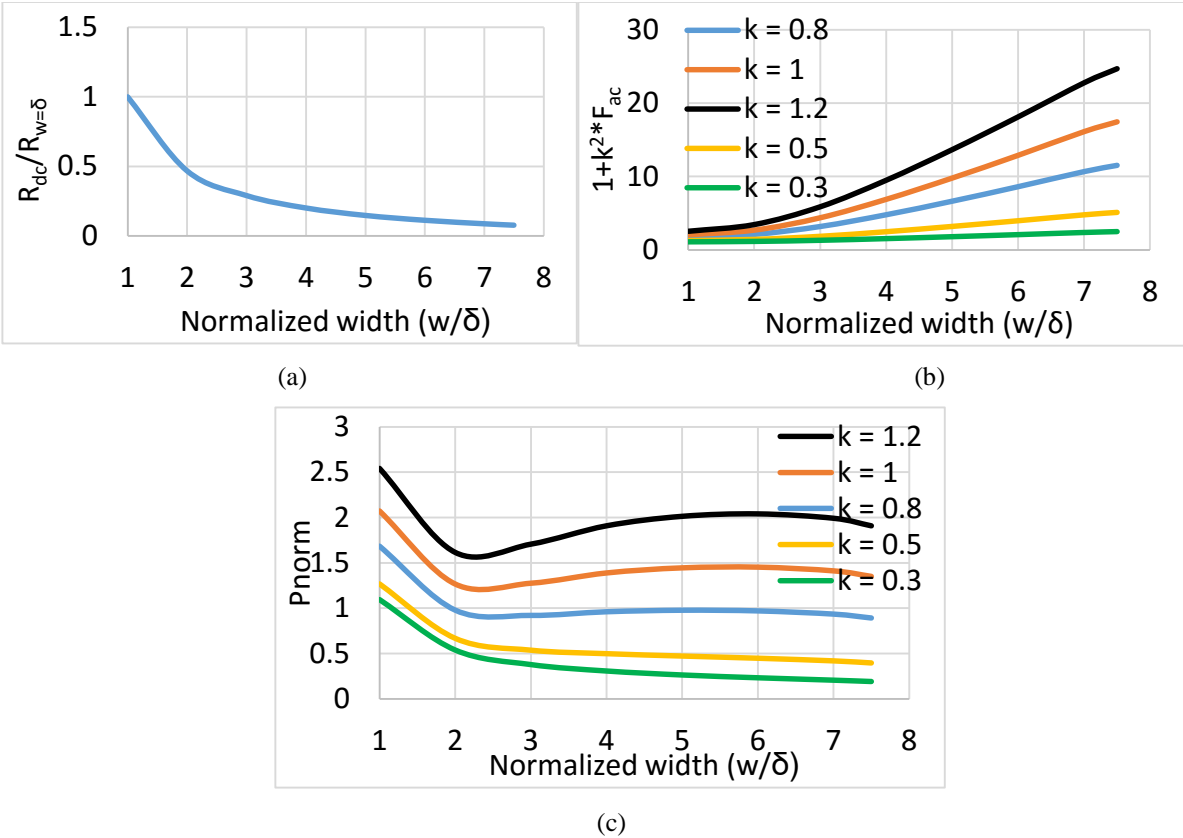 1.5
1
0.5
0
1 2 3 4 5 6 7 8
R_dc/R_w=δ
Normalized width (w/δ)
(a)
30
20
10
0
1 2 3 4 5 6 7 8
1+k²*F_ac
Normalized width (w/δ)
k = 0.8
k = 1
k = 1.2
k = 0.5
k = 0.3
(b)
3
2.5
2
1.5
1
0.5
0
1 2 3 4 5 6 7 8
Pnorm
Normalized width (w/δ)
k = 1.2
k = 1
k = 0.8
k = 0.5
k = 0.3
(c)